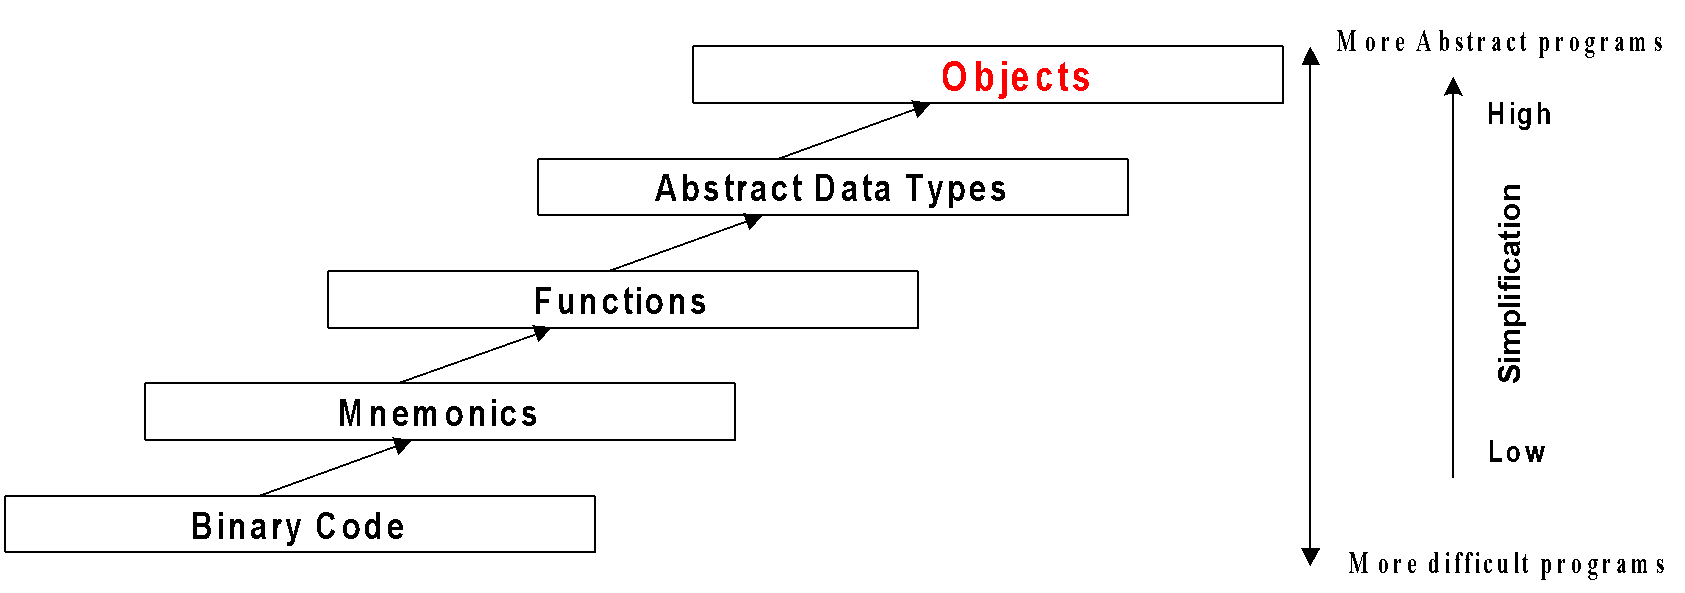 More Abstract programs
Objects
High
Abstract Data Types
Simplification
Functions
Mnemonics
Low
Binary Code
More difficult programs